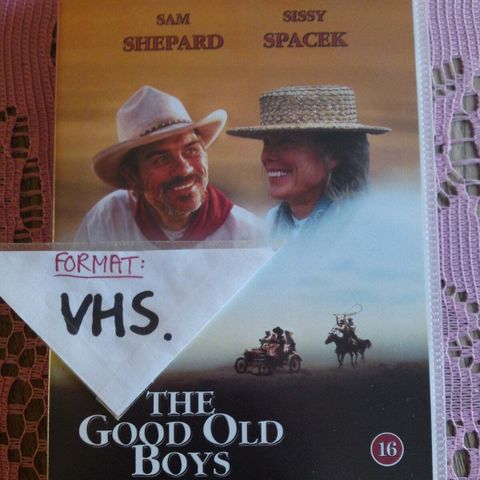 SAM SISSY
SHEPARD SPACEK
FORMAT:
VHS.
THE
GOOD OLD
BOYS
16